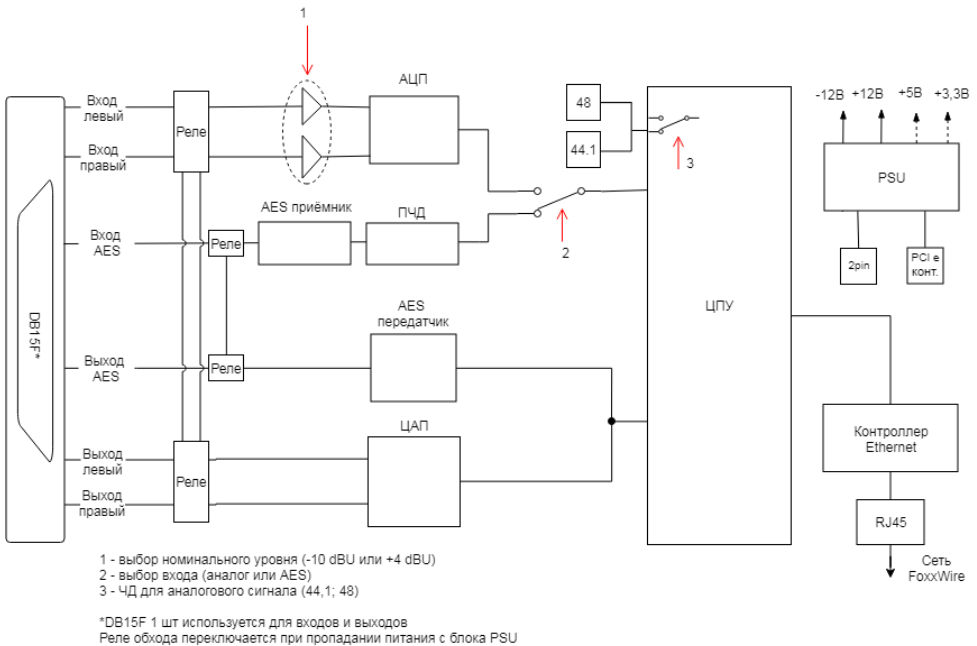 1
АЦП
Вход
левый
Реле
Вход
правый
48
44.1
3
-12В
+12В
+5В
+3,3В
PSU
2pin
PCI e
конт.
AES приёмник
ПЧД
Вход
AES
Реле
2
ЦПУ
DB15F*
AES
передатчик
Выход
AES
Реле
ЦАП
Выход
левый
Реле
Выход
правый
Контроллер
Ethernet
RJ45
Сеть
FoxxWire
1 - выбор номинального уровня (-10 dBU или +4 dBU)
2 - выбор входа (аналог или AES)
3 - ЧД для аналогового сигнала (44,1; 48)
*DB15F 1 шт используется для входов и выходов
Реле обхода переключается при пропадании питания с блока PSU